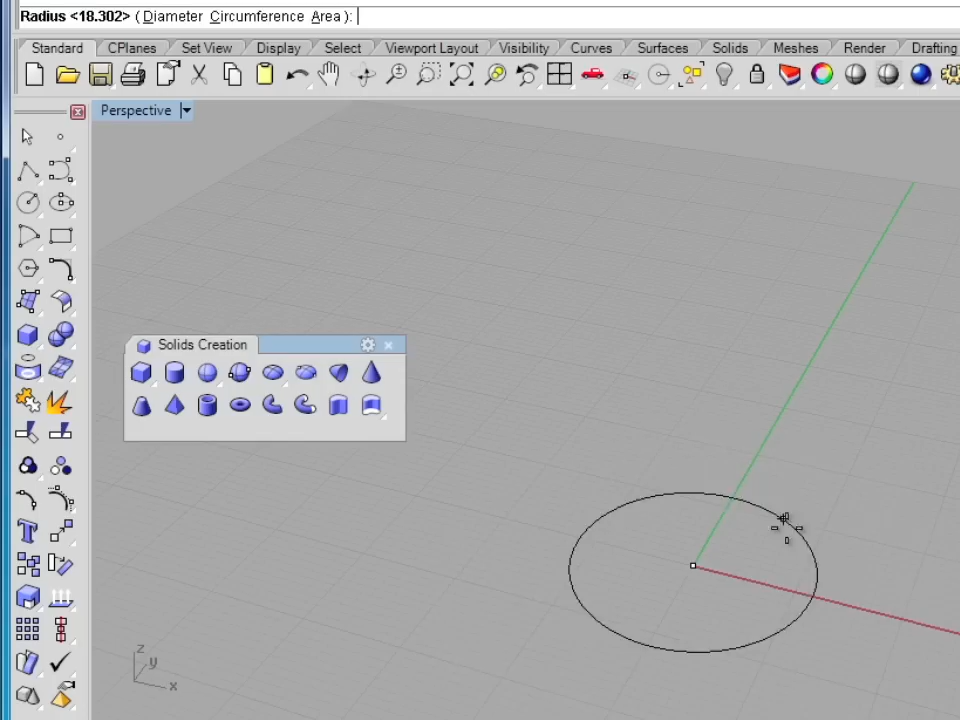 Radius <18.302> ( Diameter Circumference Area ):
Standard CPlanes Set View Display Select Viewport Layout Visibility Curves Surfaces Solids Meshes Render Drafting
Perspective
Solids Creation
z
y
x